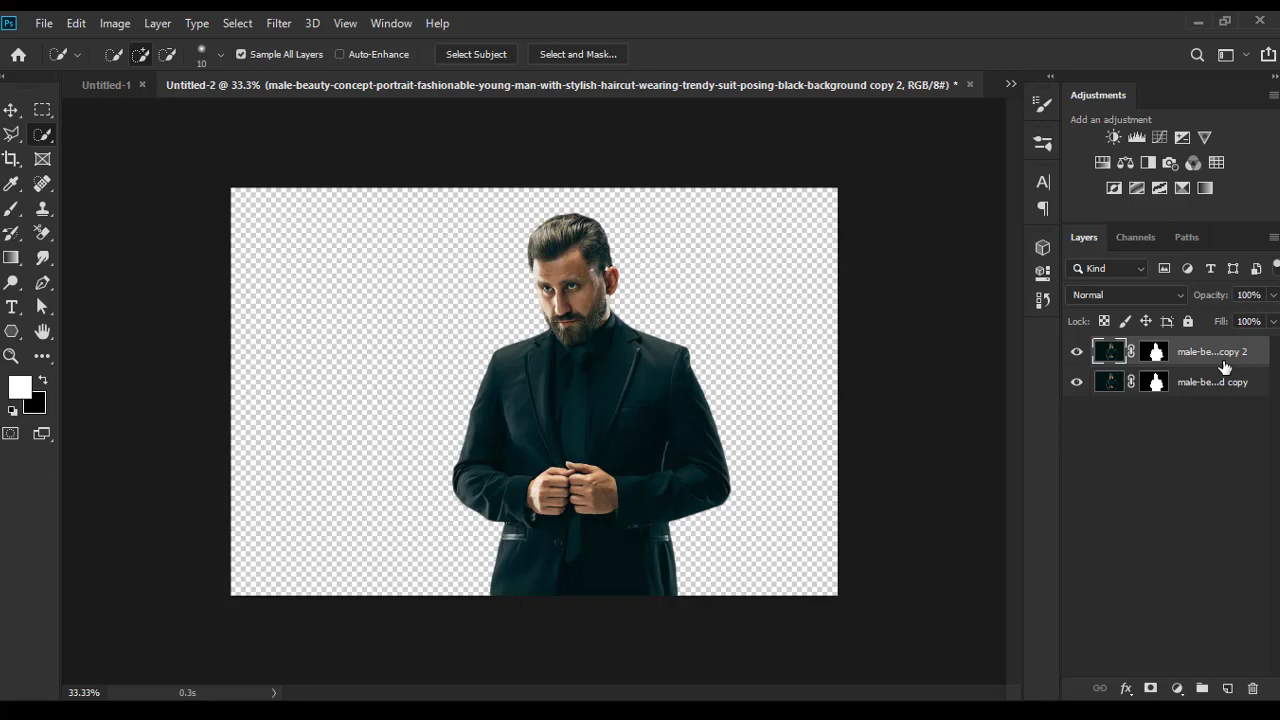 Ps File Edit Image Layer Type Select Filter 3D View Window Help
10 Sample All Layers Auto-Enhance Select Subject Select and Mask...
Untitled-1 Untitled-2 @ 33.3% (male-beauty-concept-portrait-fashionable-young-man-with-stylish-haircut-wearing-trendy-suit-posing-black-background copy 2, RGB/8#) *
Adjustments
Add an adjustment
Layers Channels Paths
Kind
Normal Opacity: 100%
Lock: Fill: 100%
male-be...copy 2
male-be...d copy
33.33% 0.3s
fx